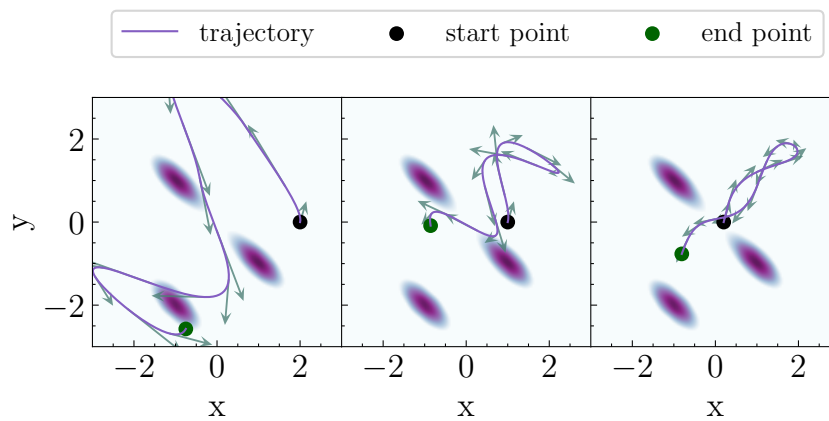 trajectory start point end point
2
0
−2
y
−2 0 2 −2 0 2 −2 0 2
x x x